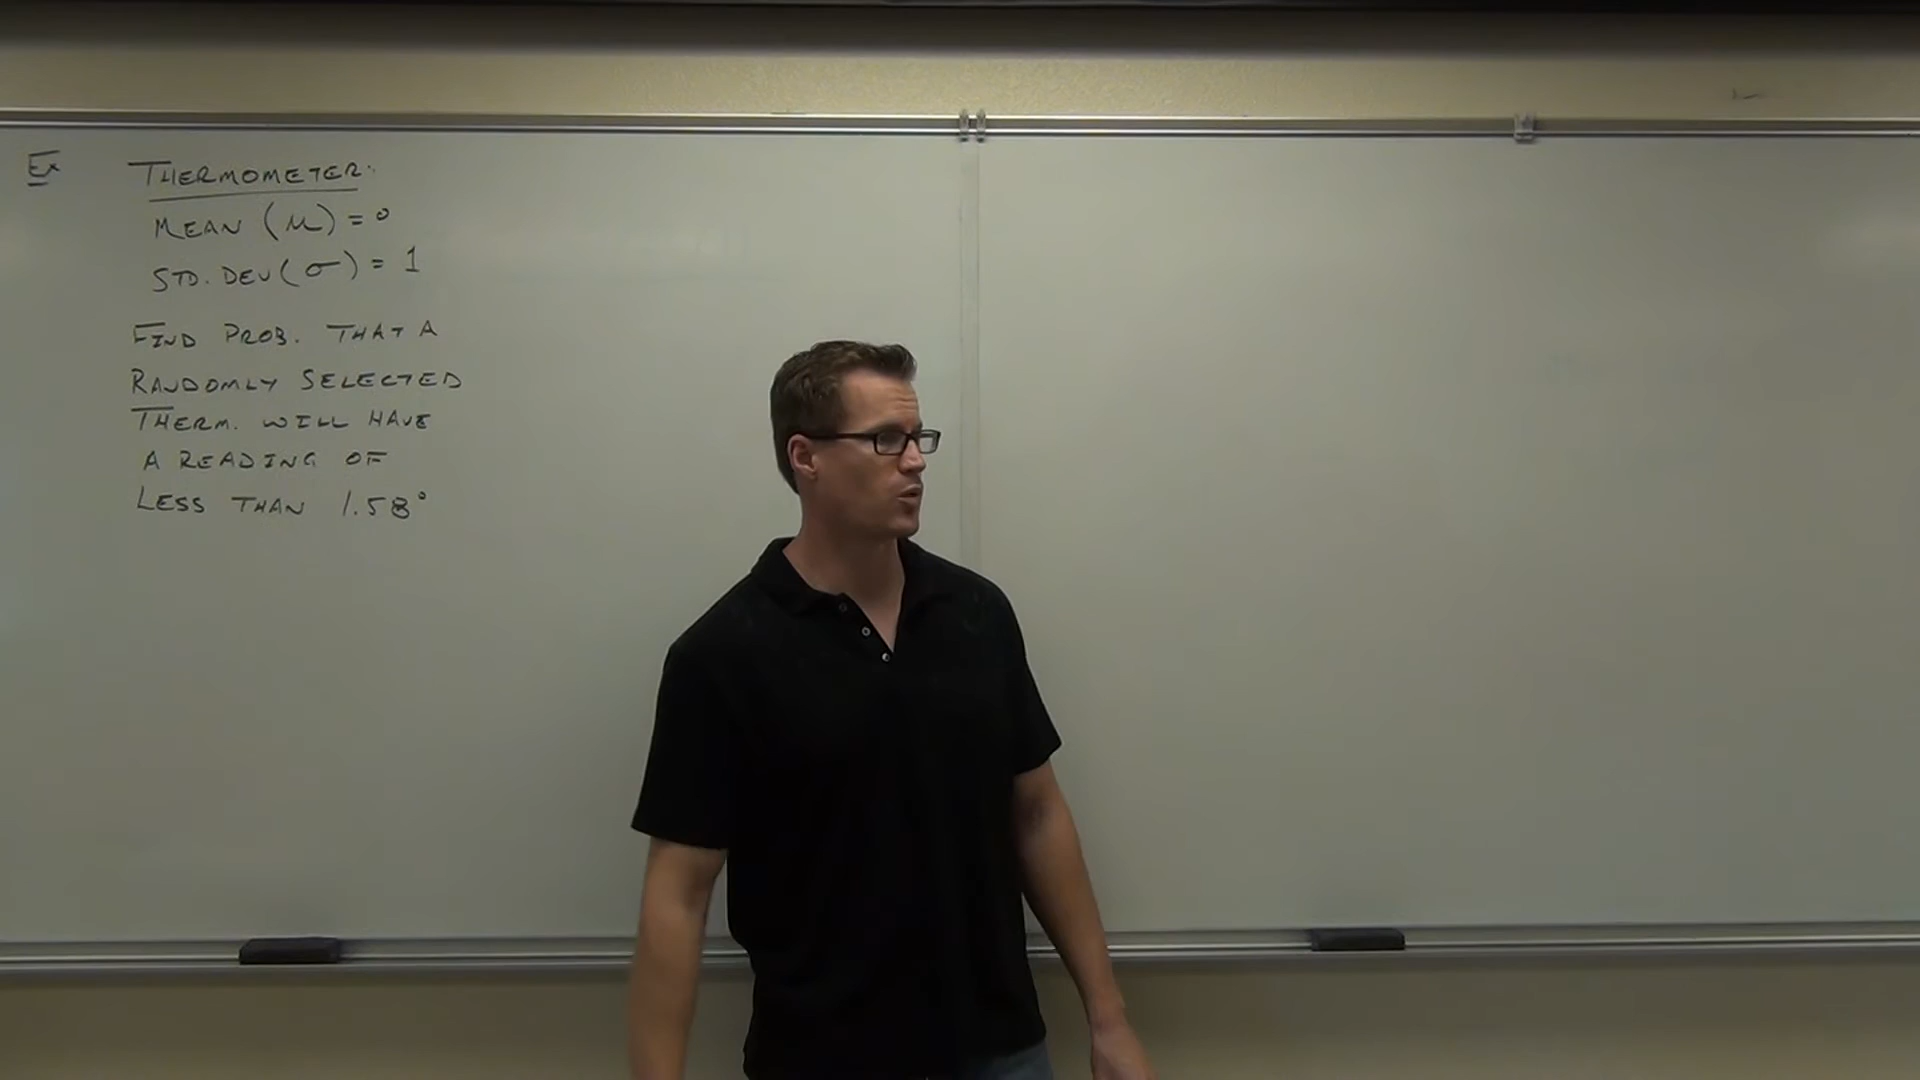 Ex THERMOMETER:
MEAN (μ) = 0
STD. DEV (σ) = 1
FIND PROB. THAT A
RANDOMLY SELECTED
THERM. WILL HAVE
A READING OF
LESS THAN 1.58°